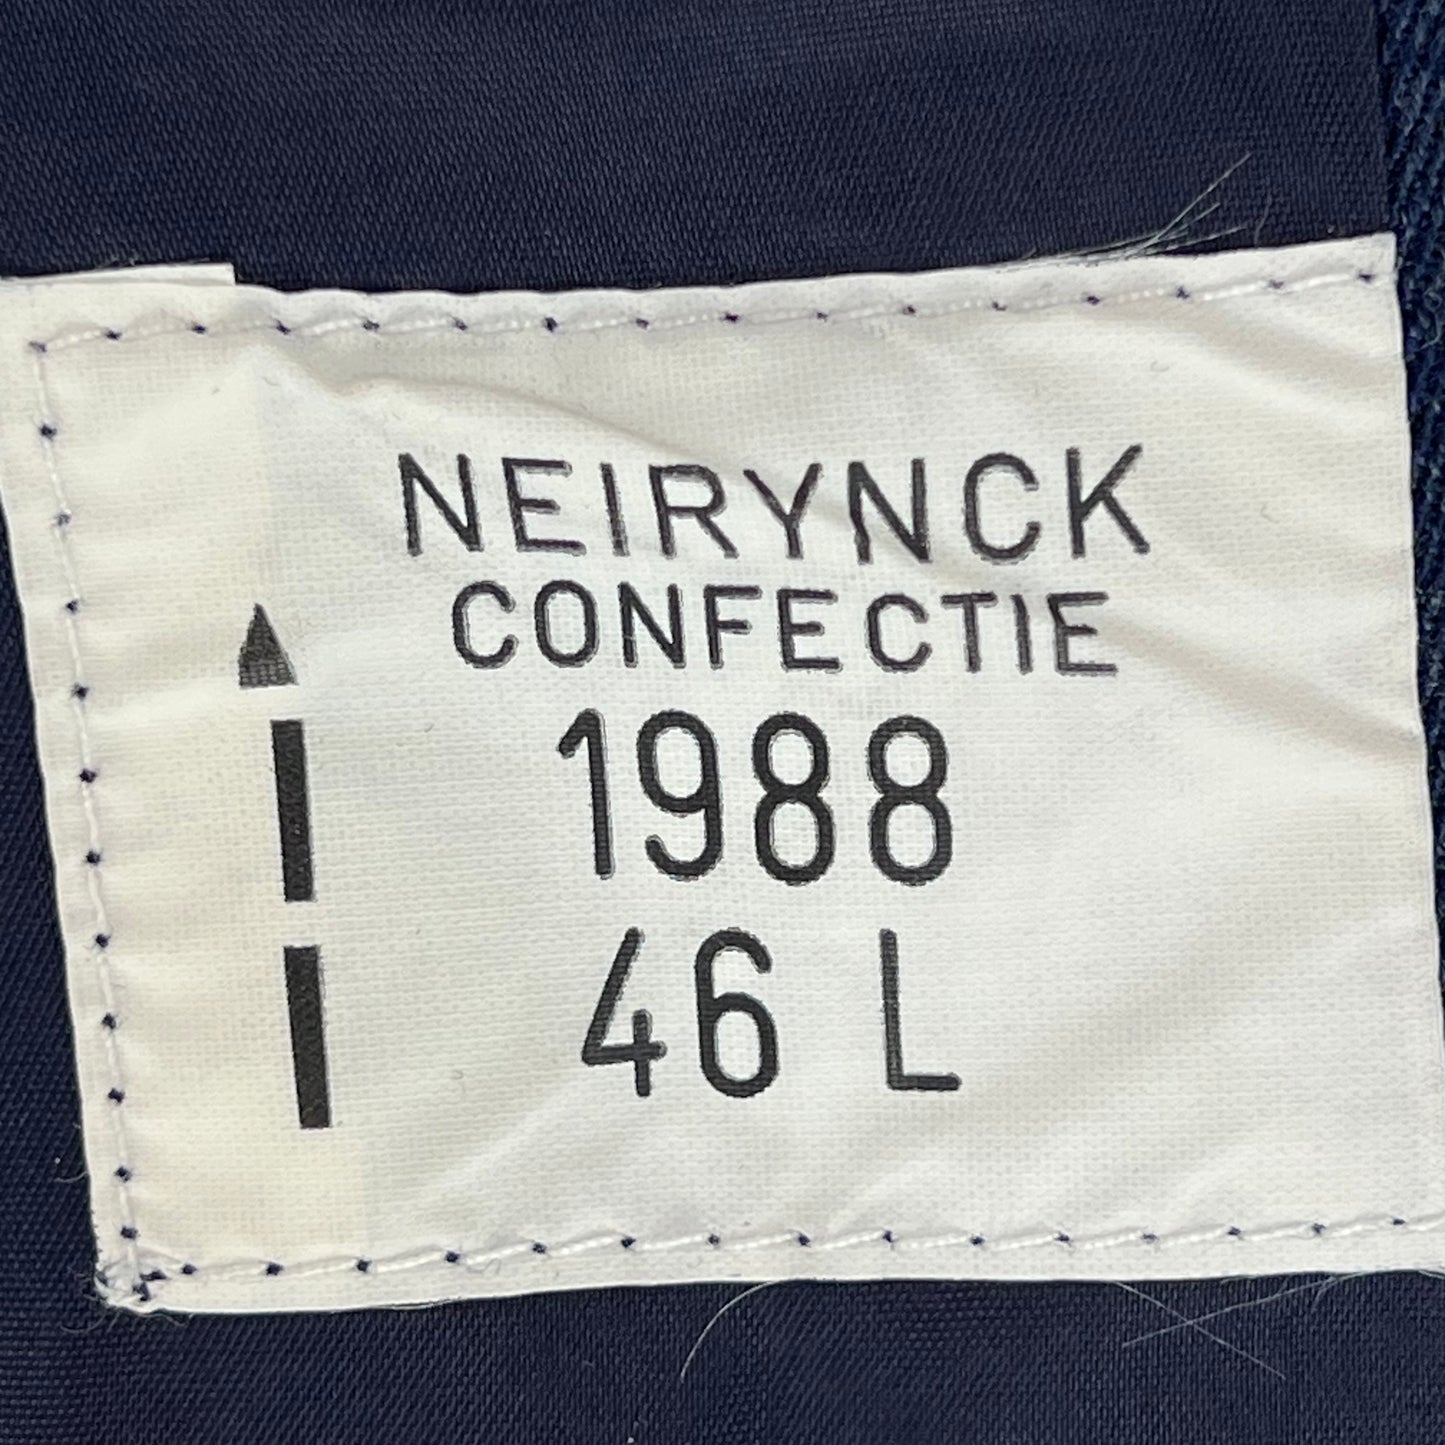 NEIRYNCK
CONFECTIE
1988
46 L